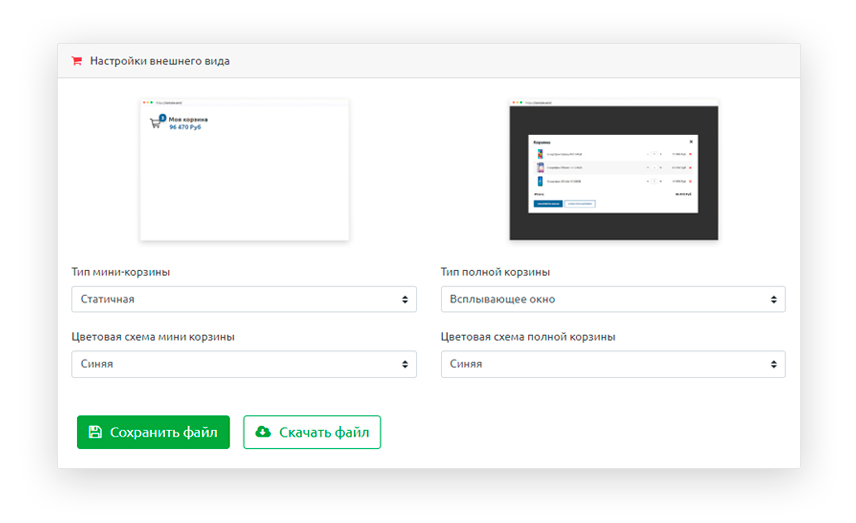 Настройки внешнего вида
3
Моя корзина
96 470 Руб
Корзина
Тип мини-корзины
Тип полной корзины
Статичная
Всплывающее окно
Цветовая схема мини корзины
Цветовая схема полной корзины
Синяя
Синяя
Сохранить файл
Скачать файл